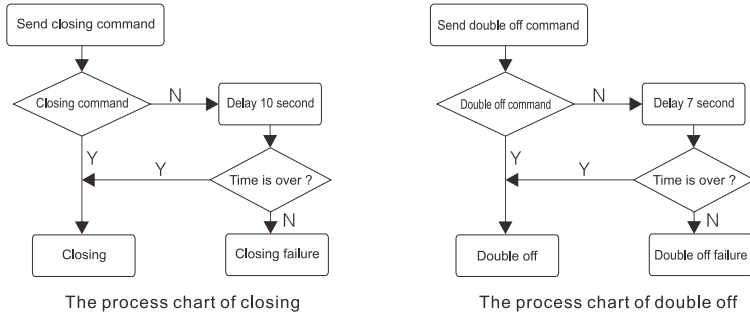 Send closing command
Closing command
N
Delay 10 second
Y
Y
Time is over ?
N
Closing
Closing failure
The process chart of closing
Send double off command
Double off command
N
Delay 7 second
Y
Y
Time is over ?
N
Double off
Double off failure
The process chart of double off